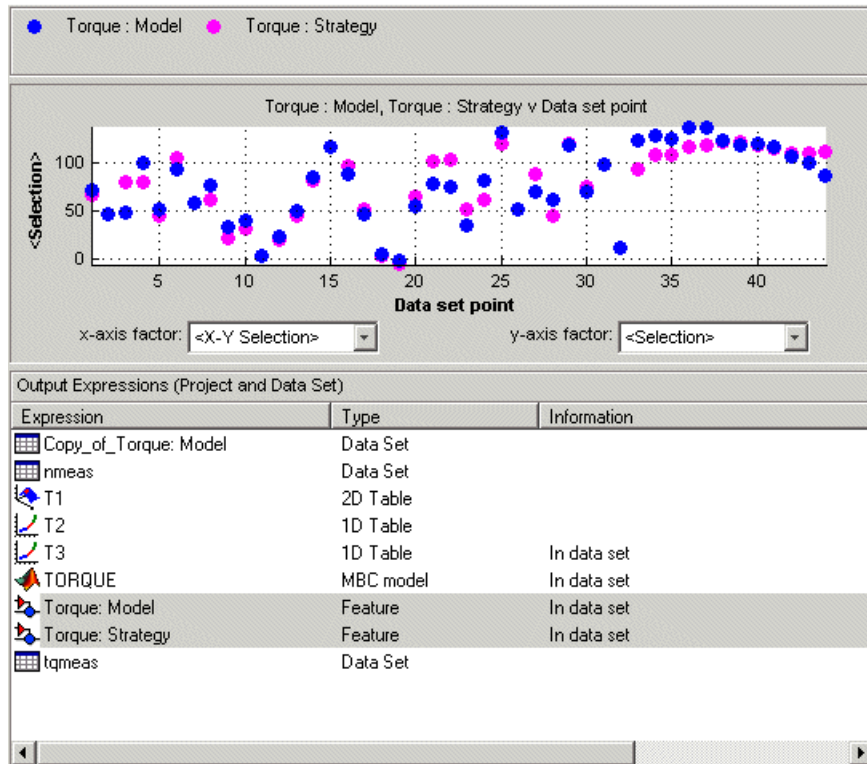 Torque : Model Torque : Strategy
Torque : Model, Torque : Strategy v Data set point
<Selection>
100
50
0
5 10 15 20 25 30 35 40
Data set point
x-axis factor: <X-Y Selection> y-axis factor: <Selection>
Output Expressions (Project and Data Set)
Expression Type Information
Copy_of_Torque: Model Data Set
nmeas Data Set
T1 2D Table
T2 1D Table
T3 1D Table In data set
TORQUE MBC model In data set
Torque: Model Feature In data set
Torque: Strategy Feature In data set
tqmeas Data Set